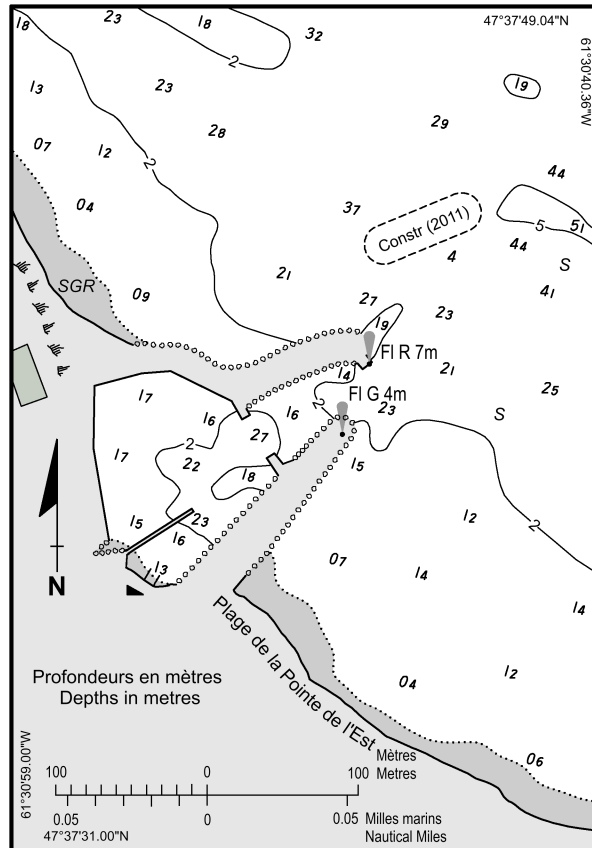 47°37'49.04"N
61°30'40.36"W
1₈
2₃
1₈
3₂
2
1₉
1₃
2₃
2₈
2₉
0₇
1₂
2
4₄
0₄
3₇
Constr (2011)
5
5₁
4₄
4
S
SGR
2₁
4₁
0₉
2₇
2₃
1₉
Fl R 7m
1₄
2₁
1₇
Fl G 4m
2₅
1₆
1₆
2
2₃
S
2₇
1₇
2
2₂
1₈
1₅
1₅
2₃
1₆
1₂
2
1₃
0₇
1₄
N
1₄
Plage de la Pointe de l'Est
Profondeurs en mètres
Depths in metres
0₄
1₂
0₆
61°30'59.00"W
Mètres
Metres
100 0 100
0.05 0 0.05
Milles marins
Nautical Miles
47°37'31.00"N